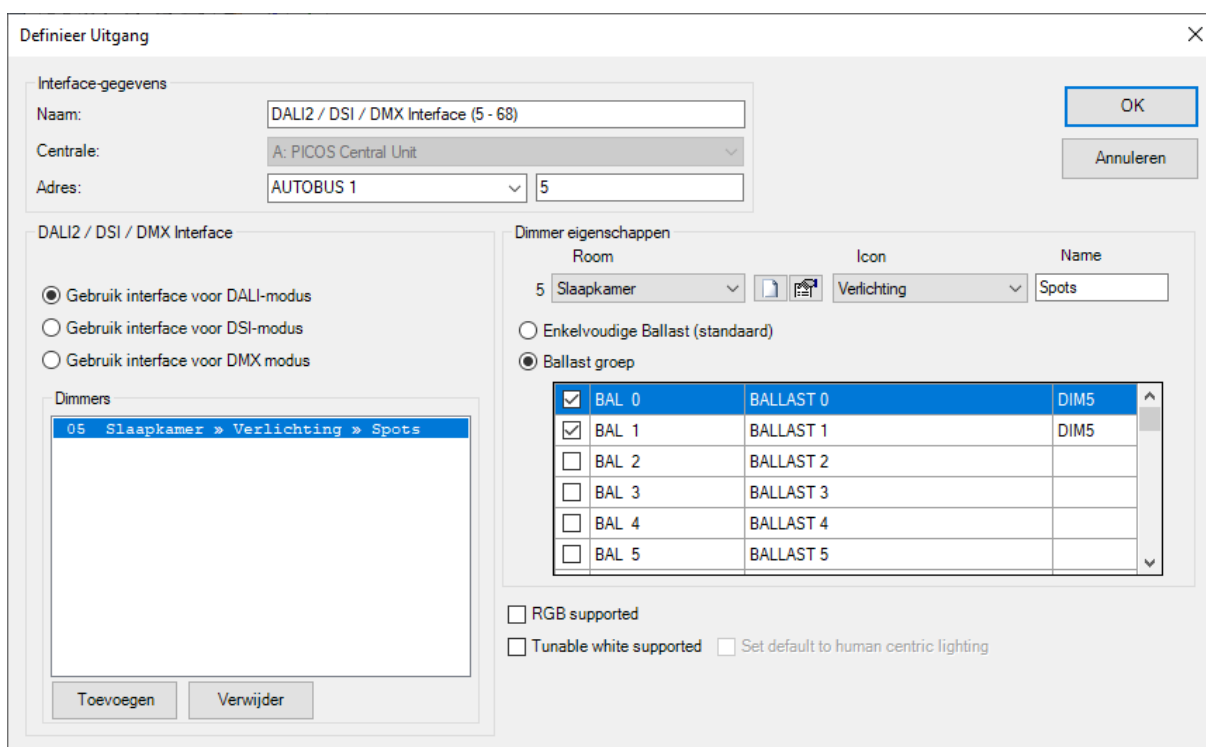 Definieer Uitgang
Interface-gegevens
Naam: DALI2 / DSI / DMX Interface (5 - 68)
Centrale: A: PICOS Central Unit
Adres: AUTOBUS 1 5
OK
Annuleren
DALI2 / DSI / DMX Interface
Gebruik interface voor DALI-modus
Gebruik interface voor DSI-modus
Gebruik interface voor DMX modus
Dimmers
05 Slaapkamer » Verlichting » Spots
Toevoegen Verwijder
Dimmer eigenschappen
Room Icon Name
5 Slaapkamer Verlichting Spots
Enkelvoudige Ballast (standaard)
Ballast groep
BAL 0 BALLAST 0 DIM5
BAL 1 BALLAST 1 DIM5
BAL 2 BALLAST 2
BAL 3 BALLAST 3
BAL 4 BALLAST 4
BAL 5 BALLAST 5
RGB supported
Tunable white supported Set default to human centric lighting